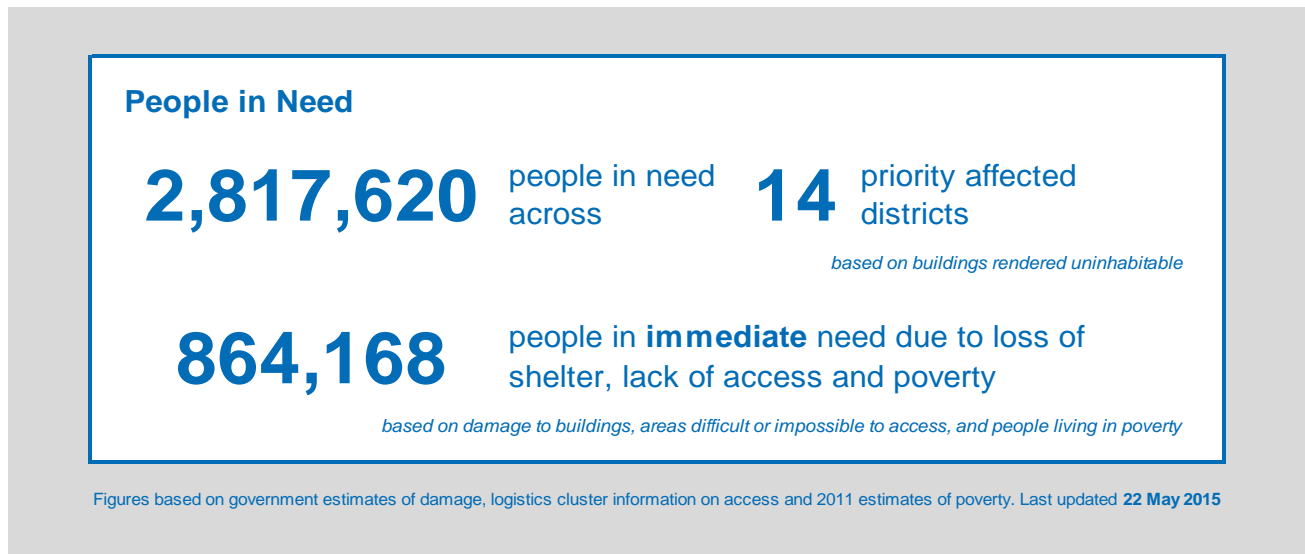 People in Need
2,817,620 people in need across 14 priority affected districts
based on buildings rendered uninhabitable
864,168 people in immediate need due to loss of shelter, lack of access and poverty
based on damage to buildings, areas difficult or impossible to access, and people living in poverty
Figures based on government estimates of damage, logistics cluster information on access and 2011 estimates of poverty. Last updated 22 May 2015